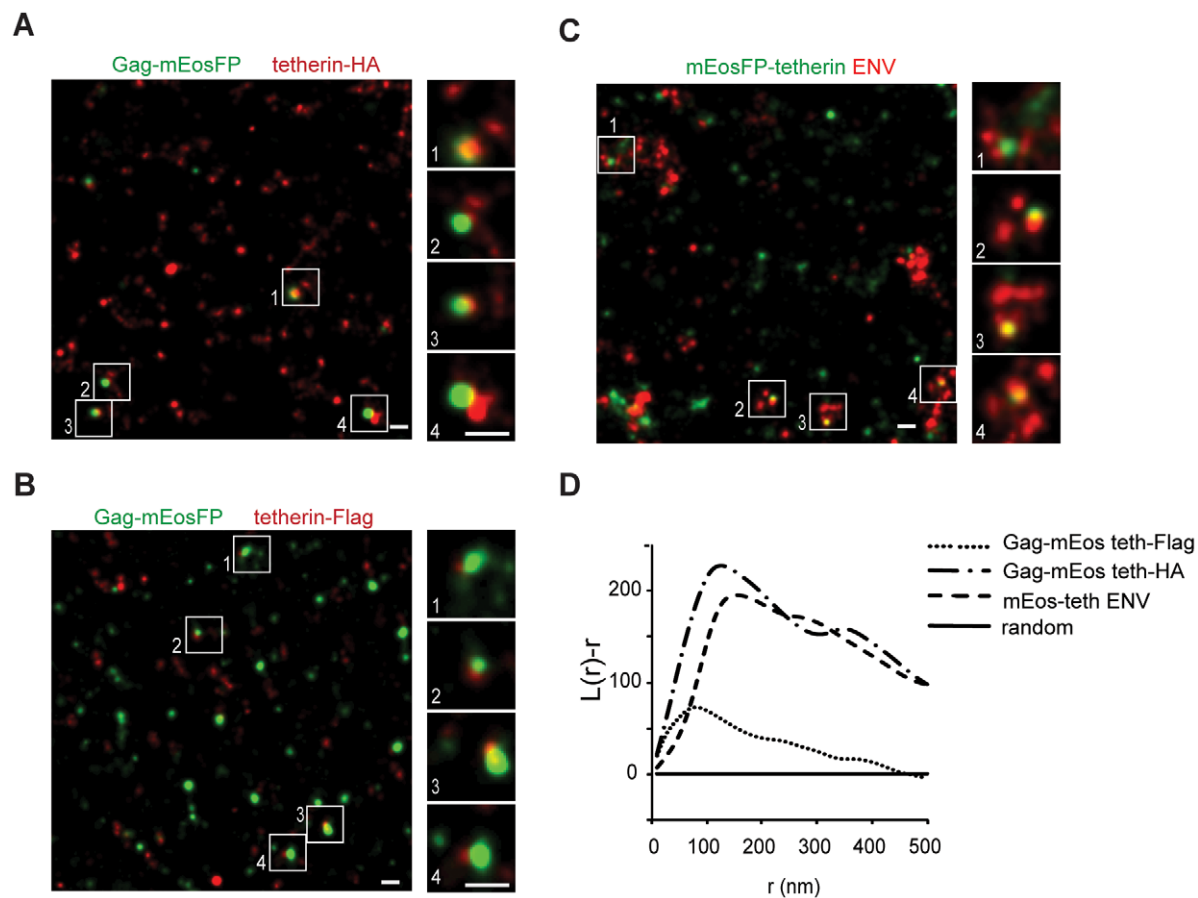 A
Gag-mEosFP tetherin-HA
1
2
3
4
1
2
3
4
B
Gag-mEosFP tetherin-Flag
1
2
3
4
1
2
3
4
C
mEosFP-tetherin ENV
1
2
3
4
1
2
3
4
D
Gag-mEos teth-Flag
Gag-mEos teth-HA
mEos-teth ENV
random
L(r)-r
200
100
0
0 100 200 300 400 500
r (nm)